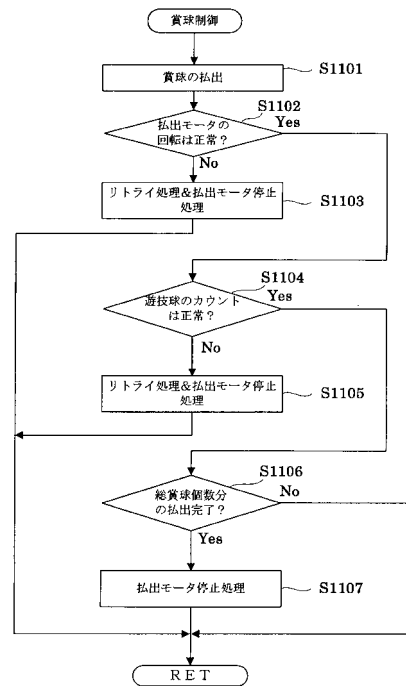 賞球制御
賞球の払出
S1101
S1102
払出モータの
回転は正常?
Yes
No
リトライ処理&払出モータ停止
処理
S1103
S1104
遊技球のカウント
は正常?
Yes
No
リトライ処理&払出モータ停止
処理
S1105
S1106
総賞球個数分
の払出完了?
No
Yes
払出モータ停止処理
S1107
RET